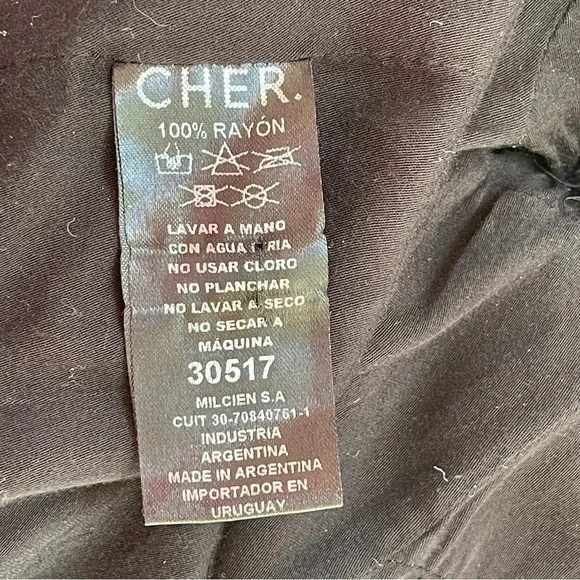 CHER.
100% RAYÓN
LAVAR A MANO
CON AGUA FRIA
NO USAR CLORO
NO PLANCHAR
NO LAVAR A SECO
NO SECAR A
MÁQUINA
30517
MILCIEN S.A
CUIT 30-70840761-1
INDUSTRIA
ARGENTINA
MADE IN ARGENTINA
IMPORTADOR EN
URUGUAY